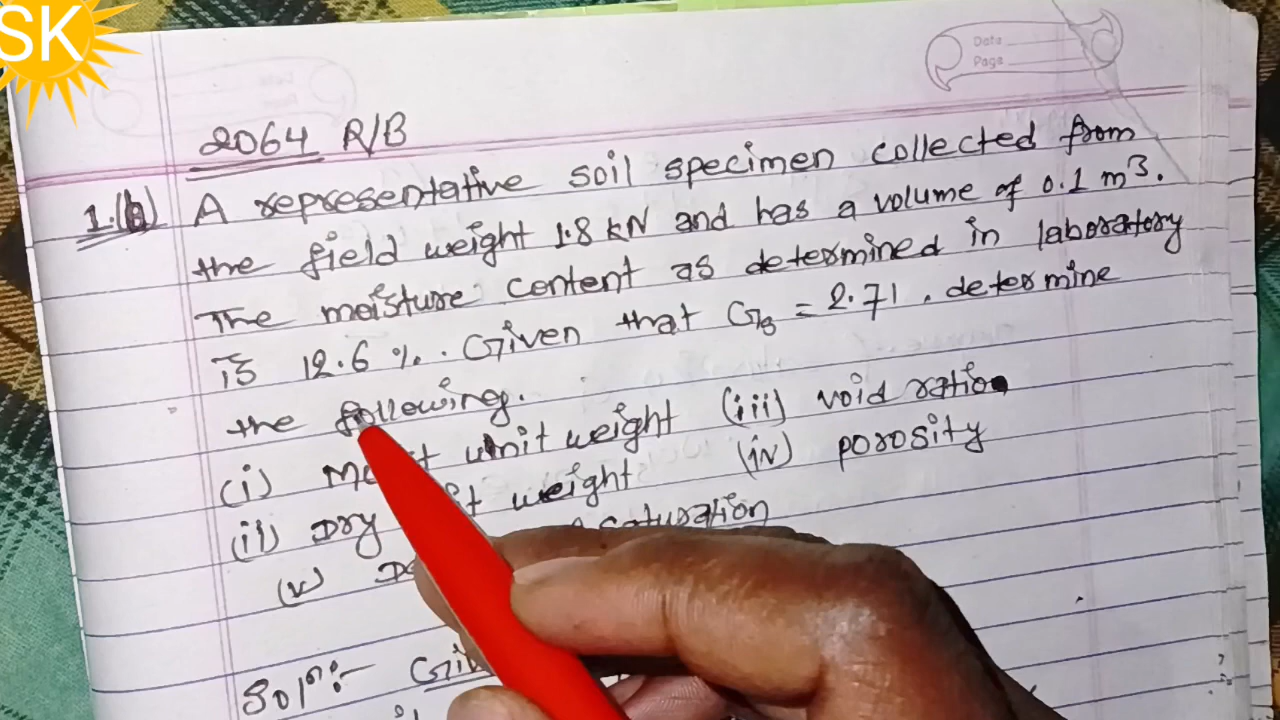 SK
Data
Page
2064 R/B
1.(b) A representative soil specimen collected from
the field weight 1.8 kN and has a volume of 0.1 m³.
The moisture content as determined in laboratory
is 12.6 %. Given that Gs = 2.71, determine
the following.
(i) unit weight (iii) void ratio
(ii) Dry weight (iv) porosity
(v) saturation
Solⁿ:-